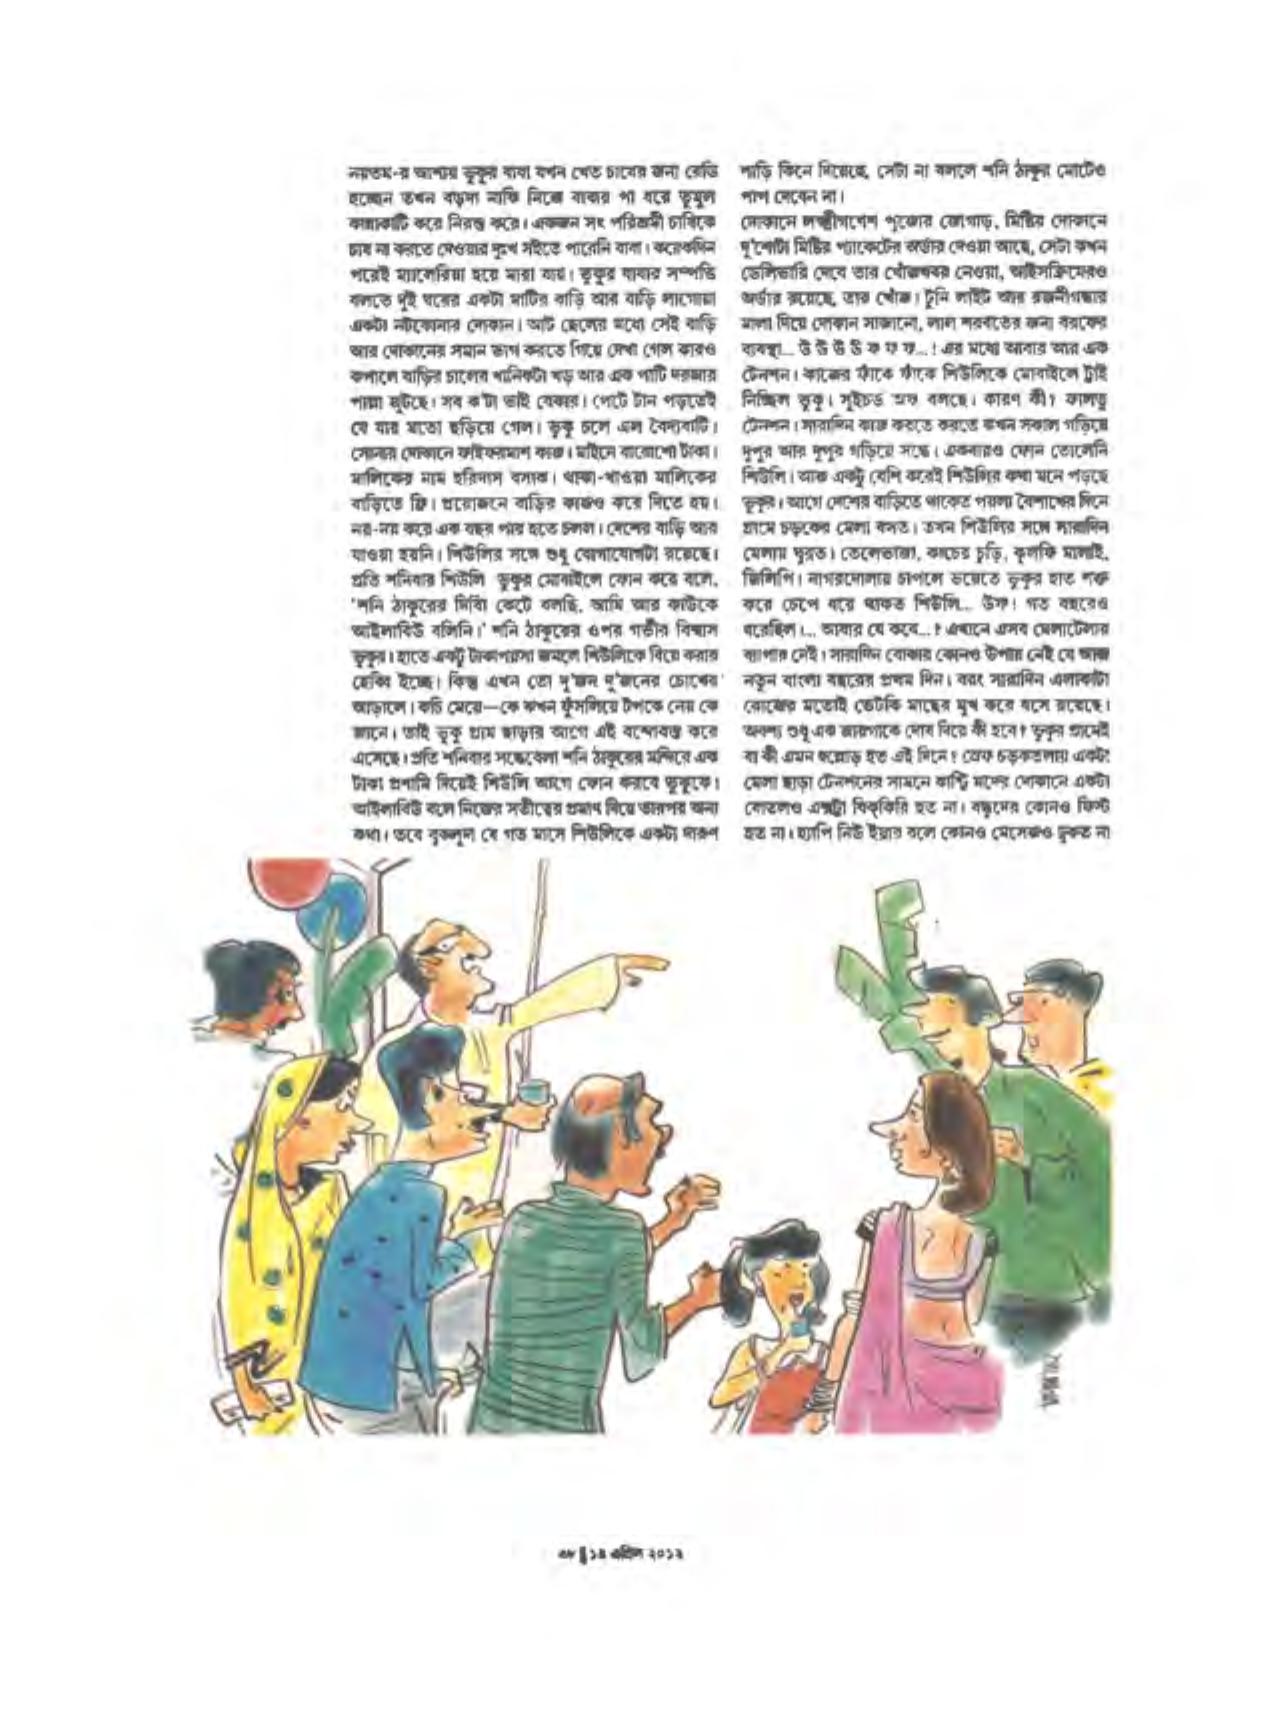 নয়তম-র আশায় ভুকুর বাবা যখন খেত চাষের জন্য রেডি
হচ্ছেন তখন বড়দা নাকি নিজে বাবার পা ধরে তুমুল
কান্নাকাটি করে নিরস্ত করে। একজন সৎ পরিশ্রমী চাষিকে
চাষ না করতে দেওয়ার দুঃখ সইতে পারেনি বাবা। কয়েকদিন
পরেই ম্যালেরিয়া হয়ে মারা যায়। ভুকুর বাবার সম্পত্তি
বলতে দুই ঘরের একটা মাটির বাড়ি আর বাড়ি লাগোয়া
একটা নটকোনার দোকান। আট ছেলের মধ্যে সেই বাড়ি
আর দোকানের সমান ভাগ করতে গিয়ে দেখা গেল কারও
কপালে বাড়ির চালের খানিকটা খড় আর এক পাটি দরজার
পাল্লা জুটছে। সব ক'টা ভাই বেকার। পেটে টান পড়তেই
যে যার মতো ছড়িয়ে গেল। ভুকু চলে এল বৈদ্যবাটি।
সোনার দোকানে ফাইফরমাশ কাজ। মাইনে বারোশো টাকা।
মালিকের নাম হরিদাস বসাক। থাকা-খাওয়া মালিকের
বাড়িতে ফ্রি। প্রয়োজনে বাড়ির কাজও করে দিতে হয়।
নয়-নয় করে এক বছর পার হতে চলল। দেশের বাড়ি আর
যাওয়া হয়নি। শিউলির সঙ্গে শুধু যোগাযোগটা রয়েছে।
প্রতি শনিবার শিউলি ভুকুর মোবাইলে ফোন করে বলে,
'শনি ঠাকুরের দিব্যি কেটে বলছি, আমি আর কাউকে
আইলাবিউ বলিনি।' শনি ঠাকুরের ওপর গভীর বিশ্বাস
ভুকুর। হাতে একটু টাকাপয়সা জমলে শিউলিকে বিয়ে করার
হেব্বি ইচ্ছে। কিন্তু এখন তো দু'জন দু'জনের চোখের
আড়ালে। কচি মেয়ে—কে কখন ফুঁসলিয়ে টপকে নেয় কে
জানে। তাই ভুকু গ্রাম ছাড়ার আগে এই বন্দোবস্ত করে
এসেছে। প্রতি শনিবার সন্ধেবেলা শনি ঠাকুরের মন্দিরে এক
টাকা প্রণামি দিয়েই শিউলি আগে ফোন করবে ভুকুকে।
আইলাবিউ বলে নিজের সতীত্বের প্রমাণ দিয়ে তারপর অন্য
কথা। তবে বুকলুদা যে গত মাসে শিউলিকে একটা দারুণ
শাড়ি কিনে দিয়েছে, সেটা না বললে শনি ঠাকুর মোটেও
পাপ দেবেন না।
দোকানে লক্ষ্মীগণেশ পুজোর জোগাড়, মিষ্টির দোকানে
দু'শোটা মিষ্টির প্যাকেটের অর্ডার দেওয়া আছে, সেটা কখন
ডেলিভারি দেবে তার খোঁজখবর নেওয়া, আইসক্রিমেরও
অর্ডার রয়েছে, তার খোঁজ। টুনি লাইট আর রজনীগন্ধার
মালা দিয়ে দোকান সাজানো, লাল শরবতের জন্য বরফের
ব্যবস্থা... উ উ উ উ ফ ফ ফ...! এর মধ্যে আবার আর এক
টেনশন। কাজের ফাঁকে ফাঁকে শিউলিকে মোবাইলে ট্রাই
নিচ্ছিল ভুকু। সুইচড অফ বলছে। কারণ কী? ফালতু
টেনশন। সারাদিন কাজ করতে করতে কখন সকাল গড়িয়ে
দুপুর আর দুপুর গড়িয়ে সন্ধে। একবারও ফোন তোলেনি
শিউলি। আজ একটু বেশি করেই শিউলির কথা মনে পড়ছে
ভুকুর। আগে দেশের বাড়িতে থাকতে পয়লা বৈশাখের দিনে
গ্রামে চড়কের মেলা বসত। তখন শিউলির সঙ্গে সারাদিন
মেলায় ঘুরত। তেলেভাজা, কাচের চুড়ি, কুলফি মালাই,
জিলিপি। নাগরদোলায় চাপলে ভয়েতে ভুকুর হাত শক্ত
করে চেপে ধরে থাকত শিউলি... উফ! গত বছরেও
ধরেছিল।... আবার যে কবে...? এখানে এসব মেলাটেলার
ব্যাপার নেই। সারাদিন বোঝার কোনও উপায় নেই যে আজ
নতুন বাংলা বছরের প্রথম দিন। বরং সারাদিন এলাকাটা
রোজের মতোই ভেটকি মাছের মুখ করে বসে রয়েছে।
অবশ্য শুধু এক জায়গাকে দোষ দিয়ে কী হবে? ভুকুর গ্রামেই
বা কী এমন হুল্লোড় হত এই দিনে? স্রেফ চড়কতলায় একটা
মেলা ছাড়া টেনশনের সামনে কান্ট্রি মদের দোকানে একটা
বোতলও এক্সট্রা বিক্কিরি হত না। বন্ধুদের কোনও ফিস্ট
হত না। হ্যাপি নিউ ইয়ার বলে কোনও মেসেজও ঢুকত না
৩৮ ১৪ এপ্রিল ২০১২